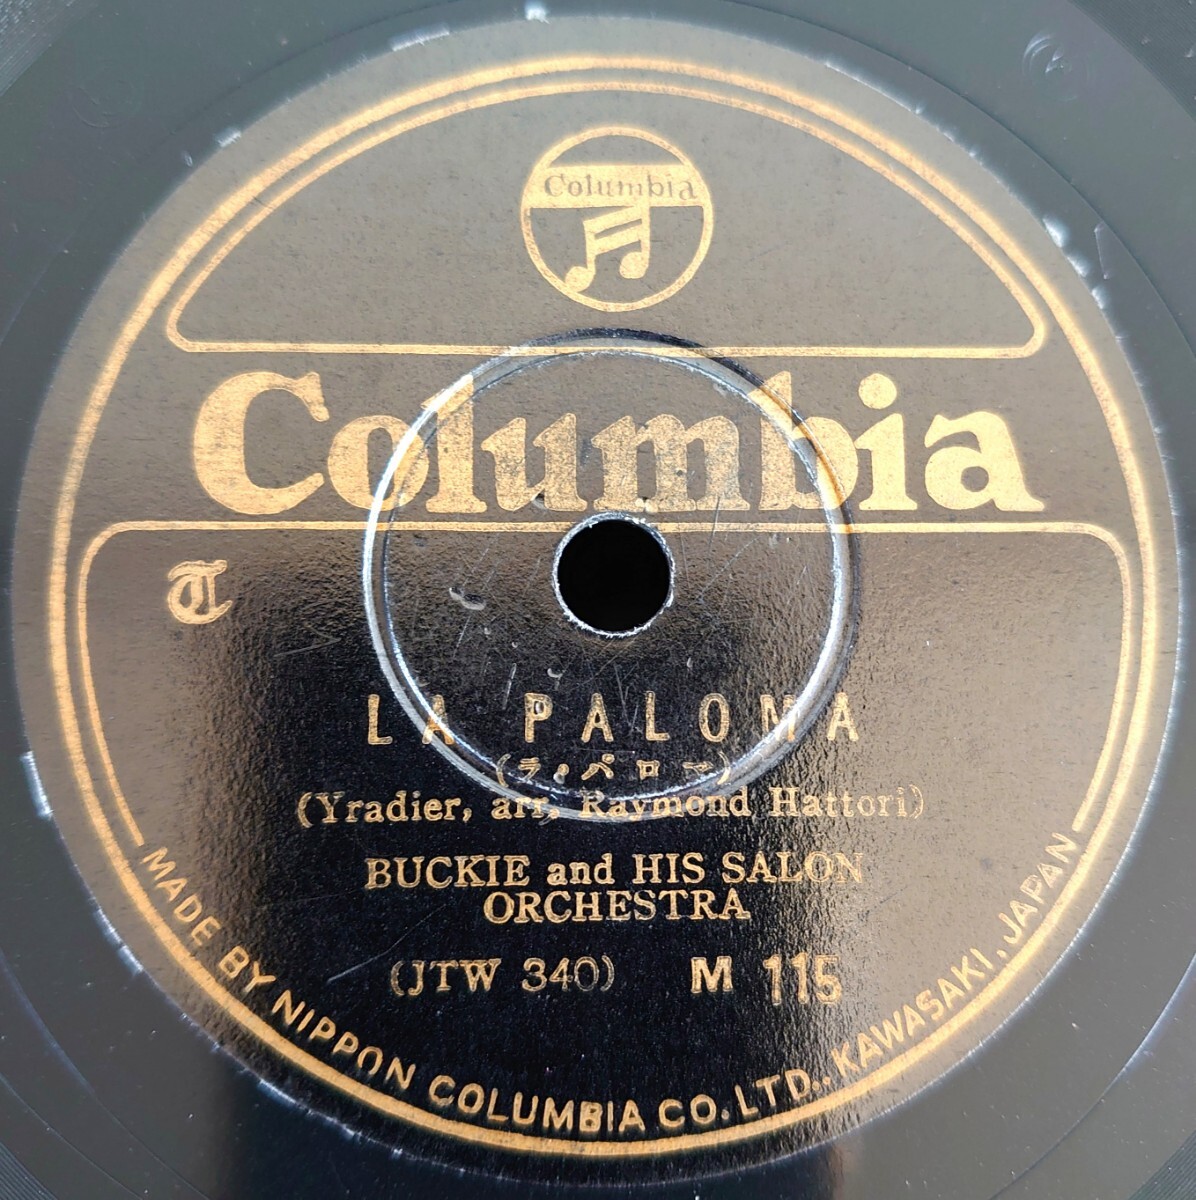 Columbia
Columbia
T
LA PALOMA
(ラ・パロマ)
(Yradier, arr. Raymond Hattori)
BUCKIE and HIS SALON
ORCHESTRA
(JTW 340) M 115
MADE BY NIPPON COLUMBIA CO. LTD., KAWASAKI, JAPAN